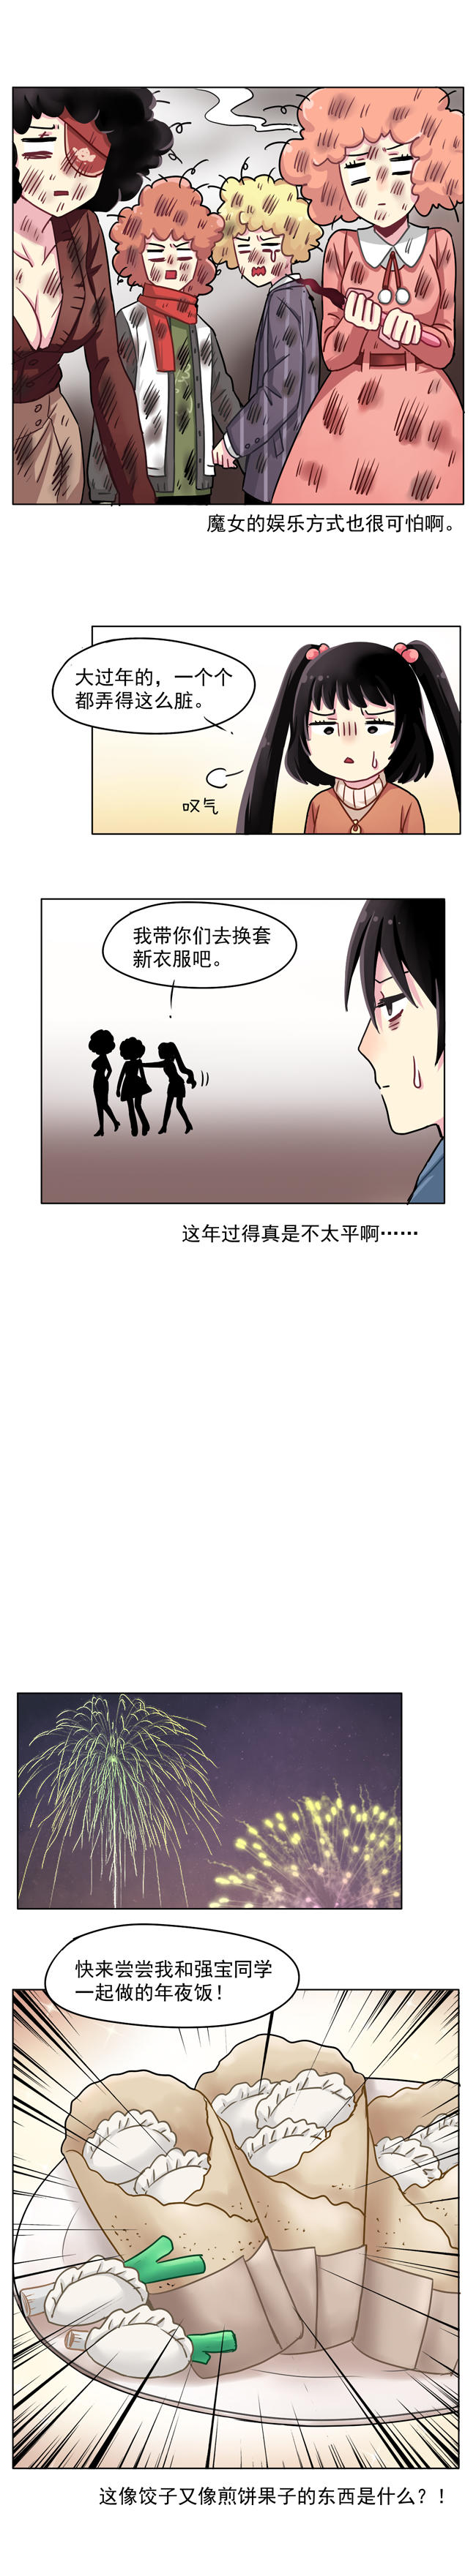 魔女的娱乐方式也很可怕啊。
大过年的，一个个
都弄得这么脏。
叹气
我带你们去换套
新衣服吧。
这年过得真是不太平啊……
快来尝尝我和强宝同学
一起做的年夜饭！
这像饺子又像煎饼果子的东西是什么？！